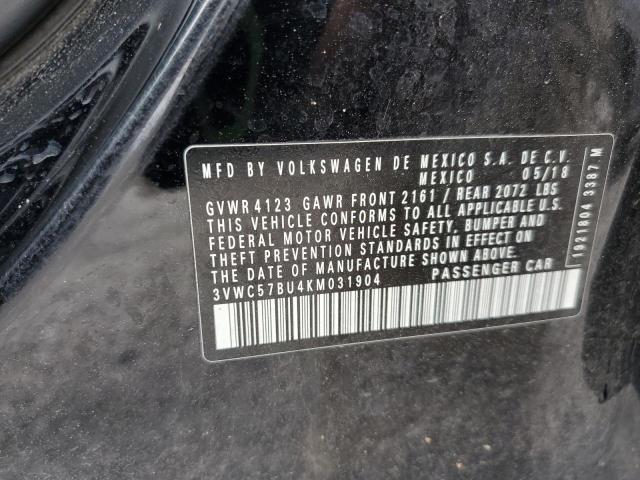 MFD BY VOLKSWAGEN DE MEXICO S.A. DE C.V.
MEXICO 05/18
GVWR 4123 GAWR FRONT 2161 / REAR 2072 LBS
THIS VEHICLE CONFORMS TO ALL APPLICABLE U.S.
FEDERAL MOTOR VEHICLE SAFETY, BUMPER AND
THEFT PREVENTION STANDARDS IN EFFECT ON
THE DATE OF MANUFACTURE SHOWN ABOVE.
3VWC57BU4KM031904 PASSENGER CAR
1921804 3387 M